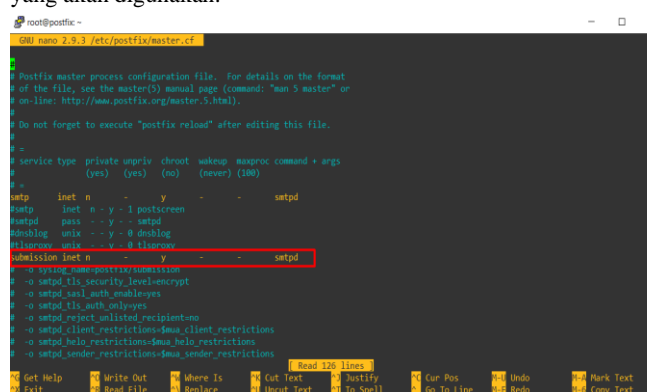 yang akan digunakan.
root@postfix: ~
GNU nano 2.9.3 /etc/postfix/master.cf
#
# Postfix master process configuration file. For details on the format
# of the file, see the master(5) manual page (command: "man 5 master" or
# on-line: http://www.postfix.org/master.5.html).
#
# Do not forget to execute "postfix reload" after editing this file.
#
# =
# service type private unpriv chroot wakeup maxproc command + args
# (yes) (yes) (no) (never) (100)
# =
smtp inet n - y - - smtpd
#smtp inet n - y - 1 postscreen
#smtpd pass - - y - - smtpd
#dnsblog unix - - y - 0 dnsblog
#tlsproxy unix - - y - 0 tlsproxy
submission inet n - y - - smtpd
# -o syslog_name=postfix/submission
# -o smtpd_tls_security_level=encrypt
# -o smtpd_sasl_auth_enable=yes
# -o smtpd_tls_auth_only=yes
# -o smtpd_reject_unlisted_recipient=no
# -o smtpd_client_restrictions=$mua_client_restrictions
# -o smtpd_helo_restrictions=$mua_helo_restrictions
# -o smtpd_sender_restrictions=$mua_sender_restrictions
[ Read 126 lines ]
^G Get Help ^O Write Out ^W Where Is ^K Cut Text ^J Justify ^C Cur Pos M-U Undo M-A Mark Text
^X Exit ^R Read File ^\ Replace ^U Uncut Text ^T To Spell ^_ Go To Line M-E Redo M-6 Copy Text